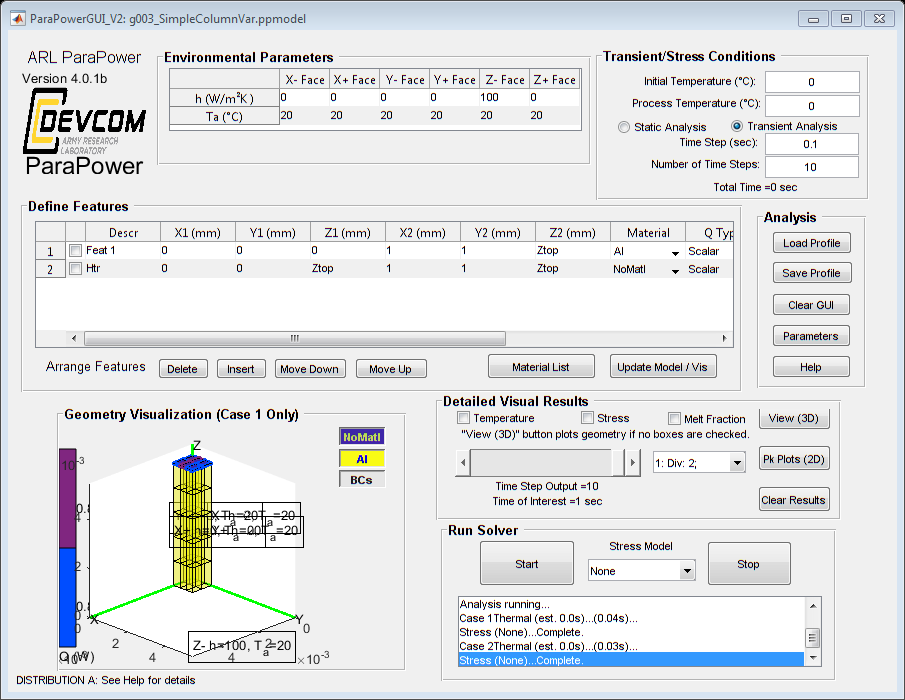 ParaPowerGUI_V2: g003_SimpleColumnVar.ppmodel
ARL ParaPower
Version 4.0.1b
DEVCOM
ARMY RESEARCH
LABORATORY
ParaPower
Environmental Parameters
X- Face X+ Face Y- Face Y+ Face Z- Face Z+ Face
h (W/m²K ) 0 0 0 0 100 0
Ta (°C) 20 20 20 20 20 20
Transient/Stress Conditions
Initial Temperature (°C): 0
Process Temperature (°C): 0
Static Analysis Transient Analysis
Time Step (sec): 0.1
Number of Time Steps: 10
Total Time =0 sec
Define Features
Descr X1 (mm) Y1 (mm) Z1 (mm) X2 (mm) Y2 (mm) Z2 (mm) Material Q Typ
1 Feat 1 0 0 0 1 1 Ztop Al Scalar
2 Htr 0 0 Ztop 1 1 Ztop NoMatl Scalar
Arrange Features Delete Insert Move Down Move Up Material List Update Model / Vis
Analysis
Load Profile
Save Profile
Clear GUI
Parameters
Help
Geometry Visualization (Case 1 Only)
NoMatl
Al
BCs
Z
X
Y
0
2
4
4
2
0
×10⁻³
Z- h=100, Ta=20
Q (W)
DISTRIBUTION A: See Help for details
Detailed Visual Results
Temperature Stress Melt Fraction View (3D)
"View (3D)" button plots geometry if no boxes are checked.
1: Div: 2; Pk Plots (2D)
Time Step Output =10
Time of Interest =1 sec
Clear Results
Run Solver
Start Stress Model None Stop
Analysis running...
Case 1Thermal (est. 0.0s)...(0.04s)...
Stress (None)...Complete.
Case 2Thermal (est. 0.0s)...(0.03s)...
Stress (None)...Complete.